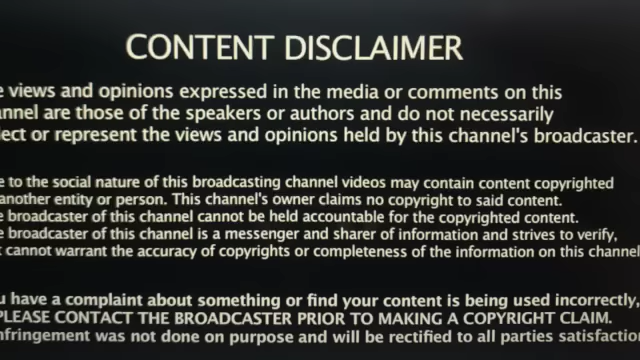 CONTENT DISCLAIMER
views and opinions expressed in the media or comments on this
are those of the speakers or authors and do not necessarily
or represent the views and opinions held by this channel's broadcaster.
to the social nature of this broadcasting channel videos may contain content copyrighted
another entity or person. This channel's owner claims no copyright to said content.
broadcaster of this channel cannot be held accountable for the copyrighted content.
broadcaster of this channel is a messenger and sharer of information and strives to verify,
cannot warrant the accuracy of copyrights or completeness of the information on this channel
have a complaint about something or find your content is being used incorrectly,
PLEASE CONTACT THE BROADCASTER PRIOR TO MAKING A COPYRIGHT CLAIM.
nfringement was not done on purpose and will be rectified to all parties satisfactio